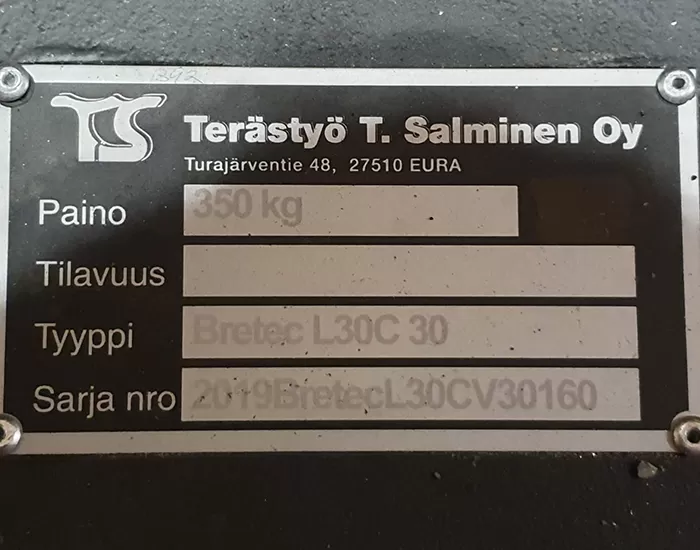 TS Terästyö T. Salminen Oy
Turajärventie 48, 27510 EURA
Paino 350 kg
Tilavuus
Tyyppi Bretec L30C 30
Sarja nro 2019BretecL30CV30160